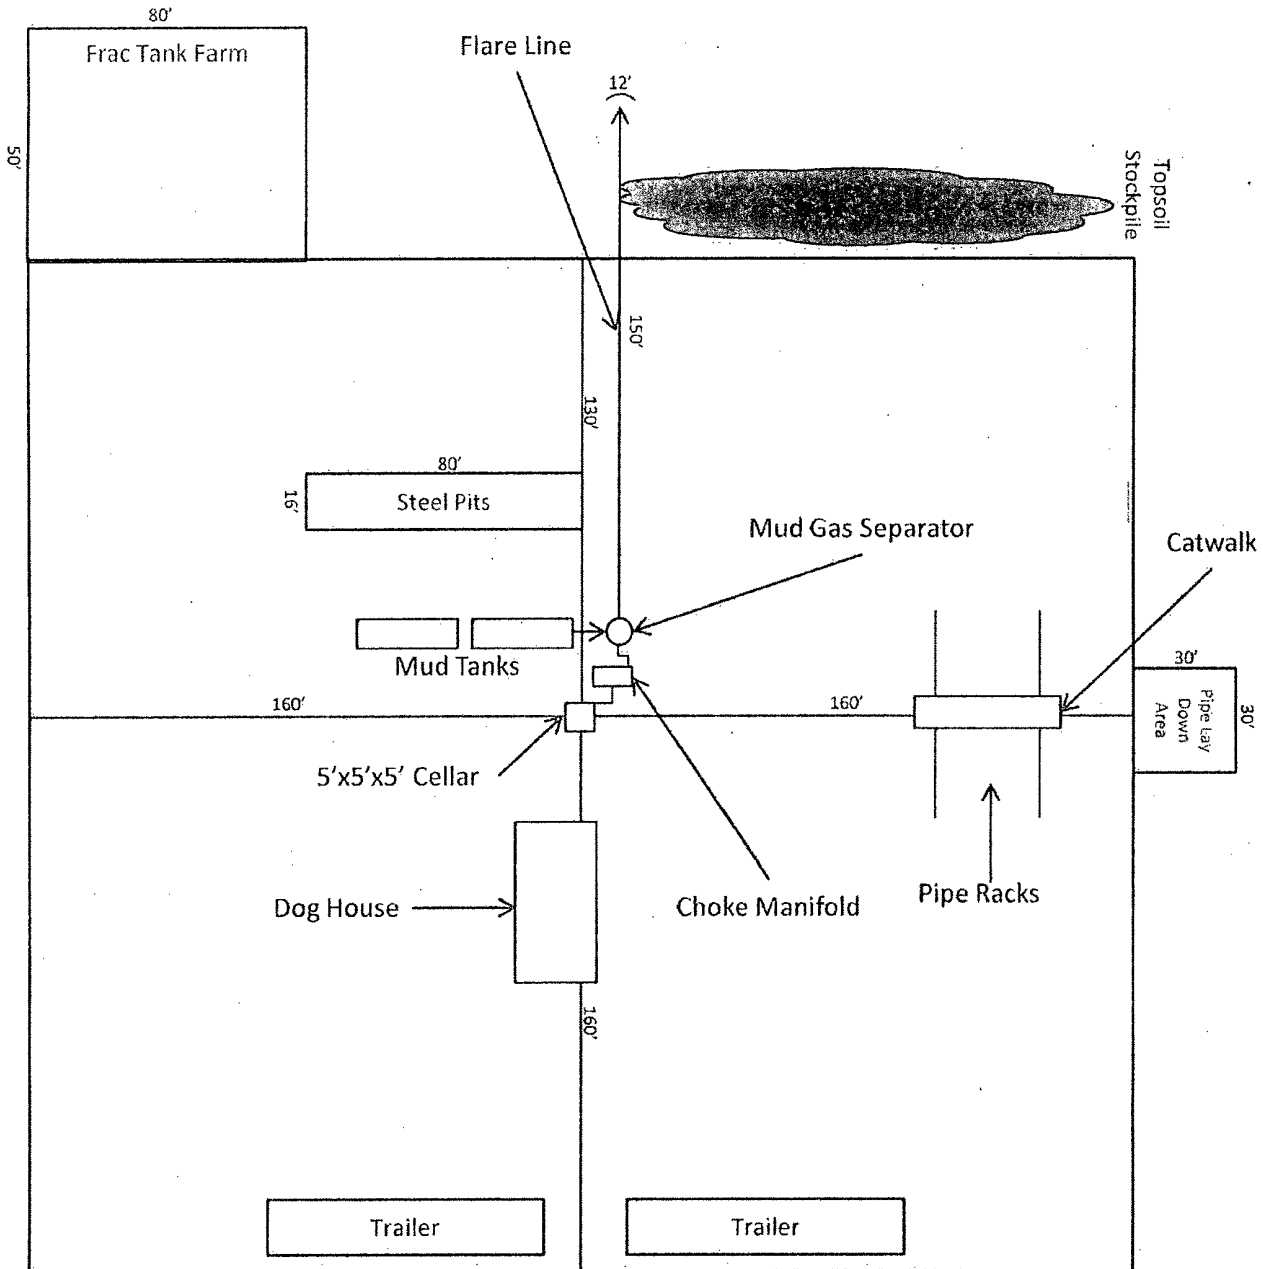 80'
Frac Tank Farm
50'
Flare Line
12'
Topsoil
Stockpile
150'
130'
80'
16'
Steel Pits
Mud Gas Separator
Catwalk
Mud Tanks
160'
160'
30'
30'
Pipe Lay
Down
Area
5'x5'x5' Cellar
Dog House
Choke Manifold
Pipe Racks
160'
Trailer
Trailer